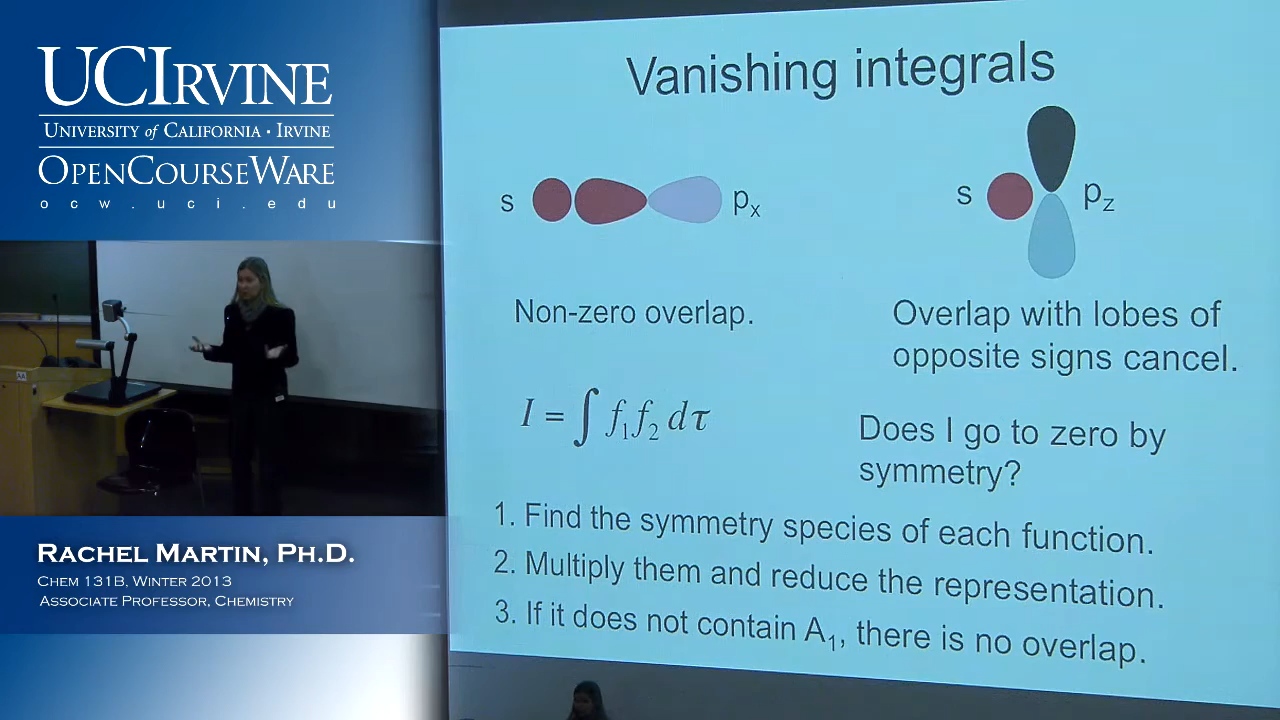 UCIRVINE
UNIVERSITY of CALIFORNIA · IRVINE
OPENCOURSEWARE
ocw.uci.edu
RACHEL MARTIN, PH.D.
CHEM 131B, WINTER 2013
ASSOCIATE PROFESSOR, CHEMISTRY
Vanishing integrals
s pₓ
s p_z
Non-zero overlap.
Overlap with lobes of
opposite signs cancel.
I = ∫ f₁f₂ dτ
Does I go to zero by
symmetry?
1. Find the symmetry species of each function.
2. Multiply them and reduce the representation.
3. If it does not contain A₁, there is no overlap.